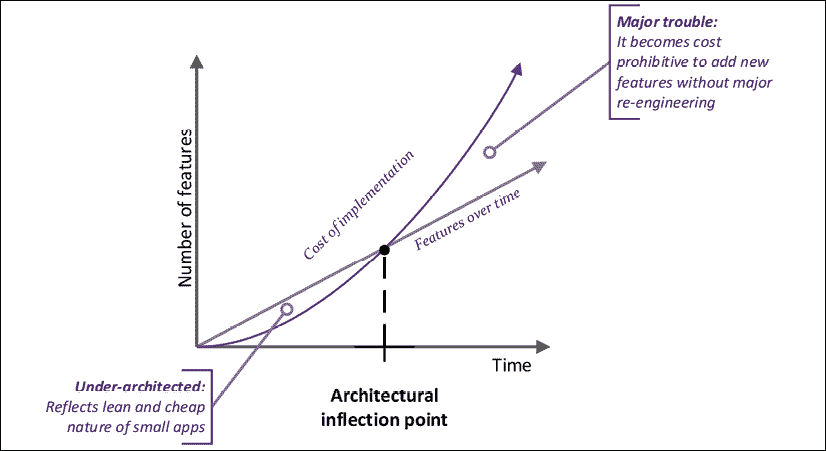 Major trouble:
It becomes cost
prohibitive to add new
features without major
re-engineering
Number of features
Cost of implementation
Features over time
Time
Under-architected:
Reflects lean and cheap
nature of small apps
Architectural
inflection point